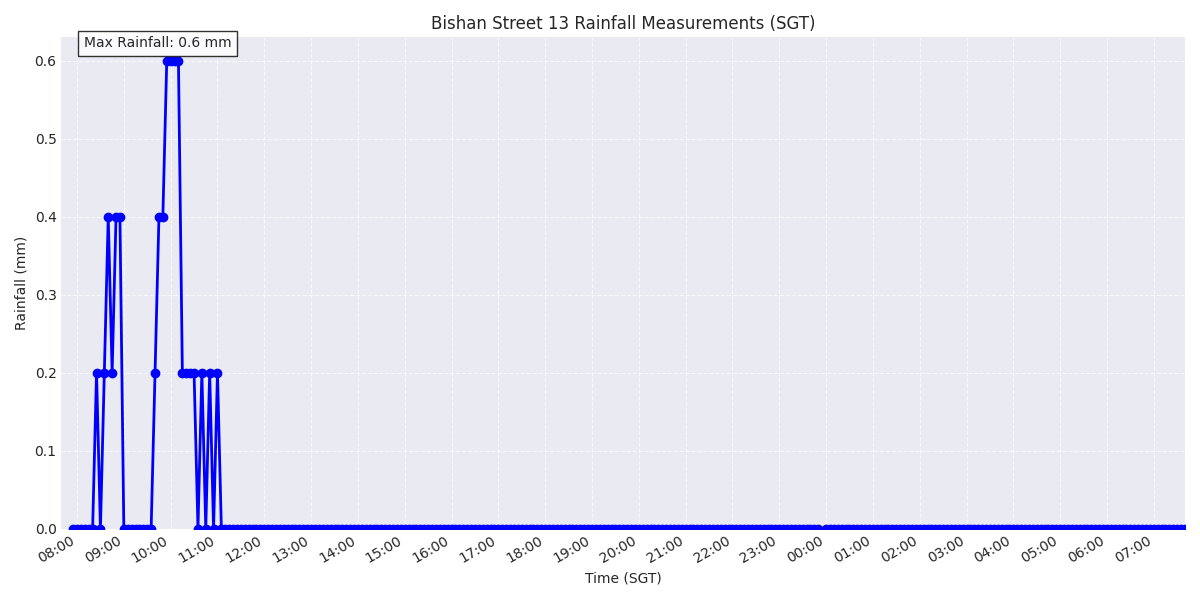 Bishan Street 13 Rainfall Measurements (SGT)
Max Rainfall: 0.6 mm
0.6
0.5
0.4
0.3
0.2
0.1
0.0
Rainfall (mm)
08:00 09:00 10:00 11:00 12:00 13:00 14:00 15:00 16:00 17:00 18:00 19:00 20:00 21:00 22:00 23:00 00:00 01:00 02:00 03:00 04:00 05:00 06:00 07:00
Time (SGT)